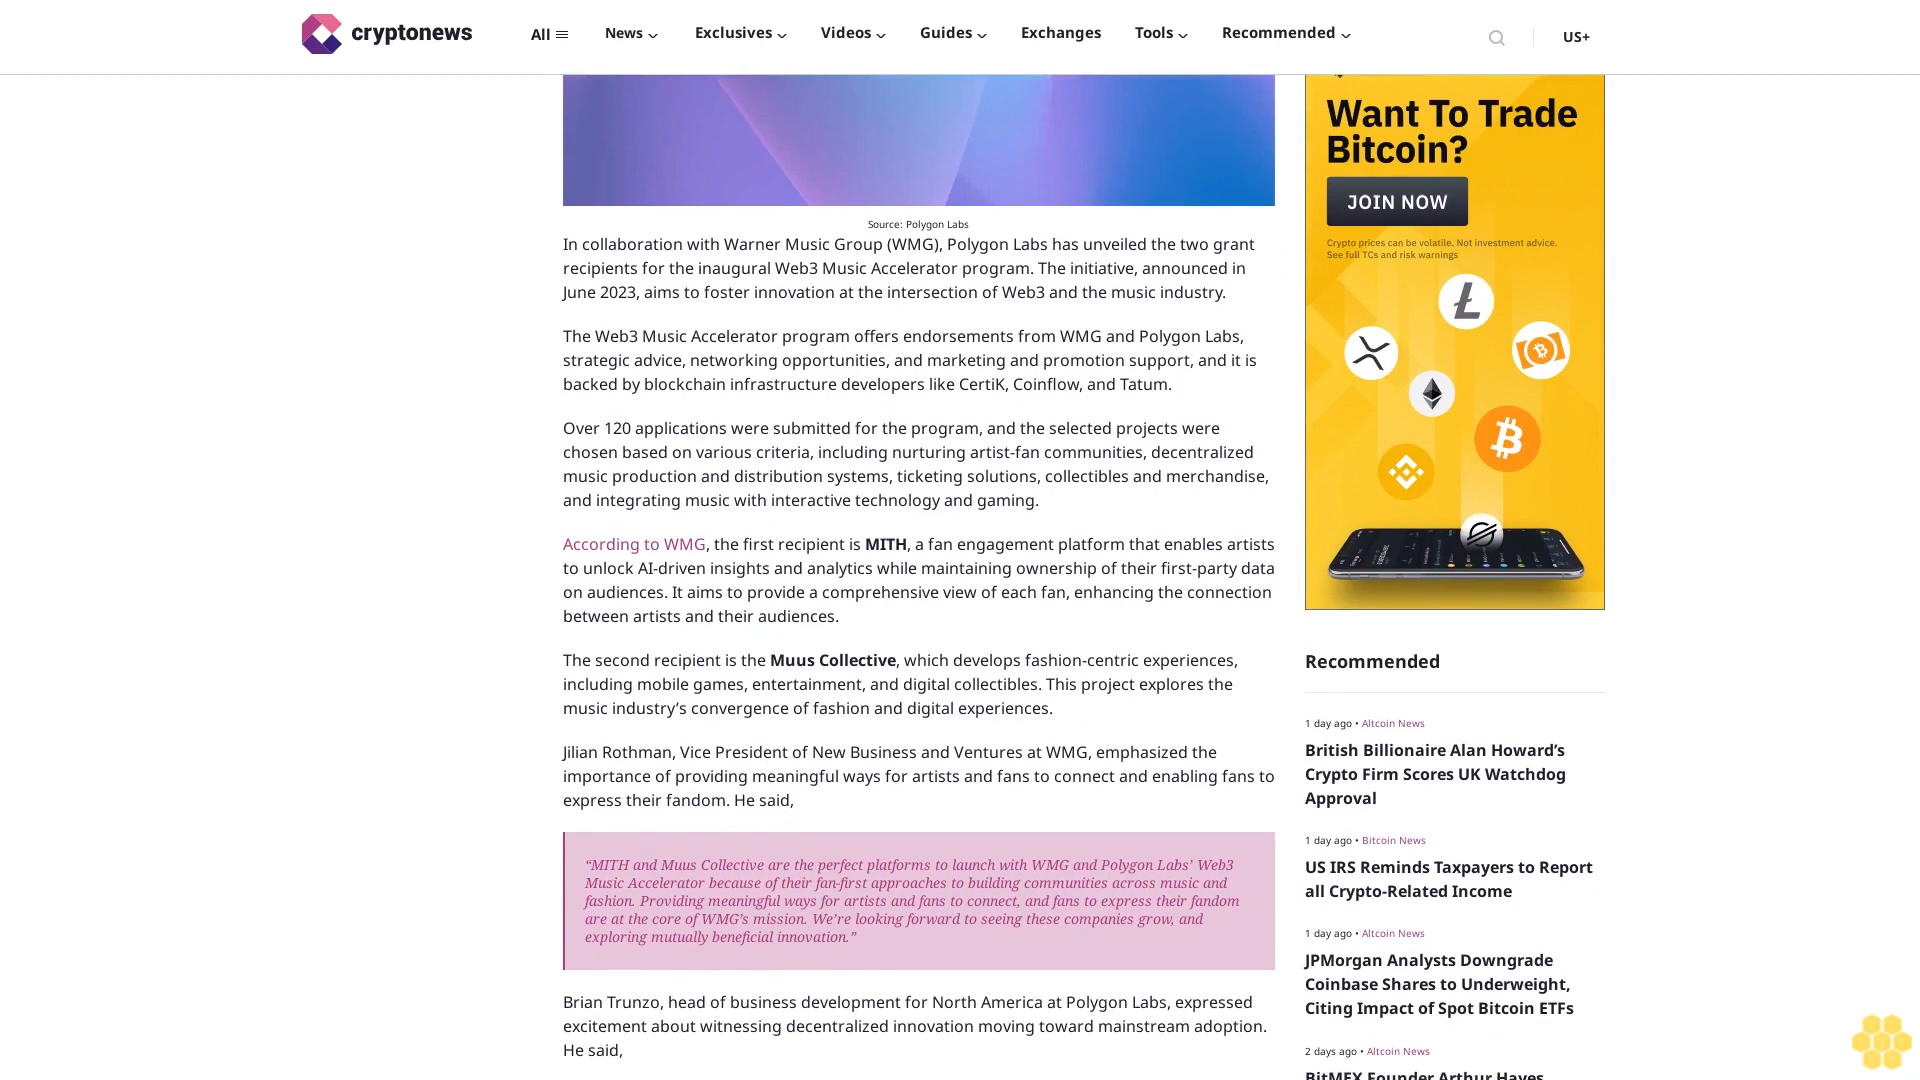 cryptonews
All
News
Exclusives
Videos
Guides
Exchanges
Tools
Recommended
US+
Source: Polygon Labs
In collaboration with Warner Music Group (WMG), Polygon Labs has unveiled the two grant
recipients for the inaugural Web3 Music Accelerator program. The initiative, announced in
June 2023, aims to foster innovation at the intersection of Web3 and the music industry.
The Web3 Music Accelerator program offers endorsements from WMG and Polygon Labs,
strategic advice, networking opportunities, and marketing and promotion support, and it is
backed by blockchain infrastructure developers like CertiK, Coinflow, and Tatum.
Over 120 applications were submitted for the program, and the selected projects were
chosen based on various criteria, including nurturing artist-fan communities, decentralized
music production and distribution systems, ticketing solutions, collectibles and merchandise,
and integrating music with interactive technology and gaming.
According to WMG, the first recipient is MITH, a fan engagement platform that enables artists
to unlock AI-driven insights and analytics while maintaining ownership of their first-party data
on audiences. It aims to provide a comprehensive view of each fan, enhancing the connection
between artists and their audiences.
The second recipient is the Muus Collective, which develops fashion-centric experiences,
including mobile games, entertainment, and digital collectibles. This project explores the
music industry’s convergence of fashion and digital experiences.
Jilian Rothman, Vice President of New Business and Ventures at WMG, emphasized the
importance of providing meaningful ways for artists and fans to connect and enabling fans to
express their fandom. He said,
“MITH and Muus Collective are the perfect platforms to launch with WMG and Polygon Labs’ Web3
Music Accelerator because of their fan-first approaches to building communities across music and
fashion. Providing meaningful ways for artists and fans to connect, and fans to express their fandom
are at the core of WMG’s mission. We’re looking forward to seeing these companies grow, and
exploring mutually beneficial innovation.”
Brian Trunzo, head of business development for North America at Polygon Labs, expressed
excitement about witnessing decentralized innovation moving toward mainstream adoption.
He said,
Want To Trade
Bitcoin?
JOIN NOW
Crypto prices can be volatile. Not investment advice.
See full TCs and risk warnings
Recommended
1 day ago • Altcoin News
British Billionaire Alan Howard’s
Crypto Firm Scores UK Watchdog
Approval
1 day ago • Bitcoin News
US IRS Reminds Taxpayers to Report
all Crypto-Related Income
1 day ago • Altcoin News
JPMorgan Analysts Downgrade
Coinbase Shares to Underweight,
Citing Impact of Spot Bitcoin ETFs
2 days ago • Altcoin News
BitMEX Founder Arthur Hayes